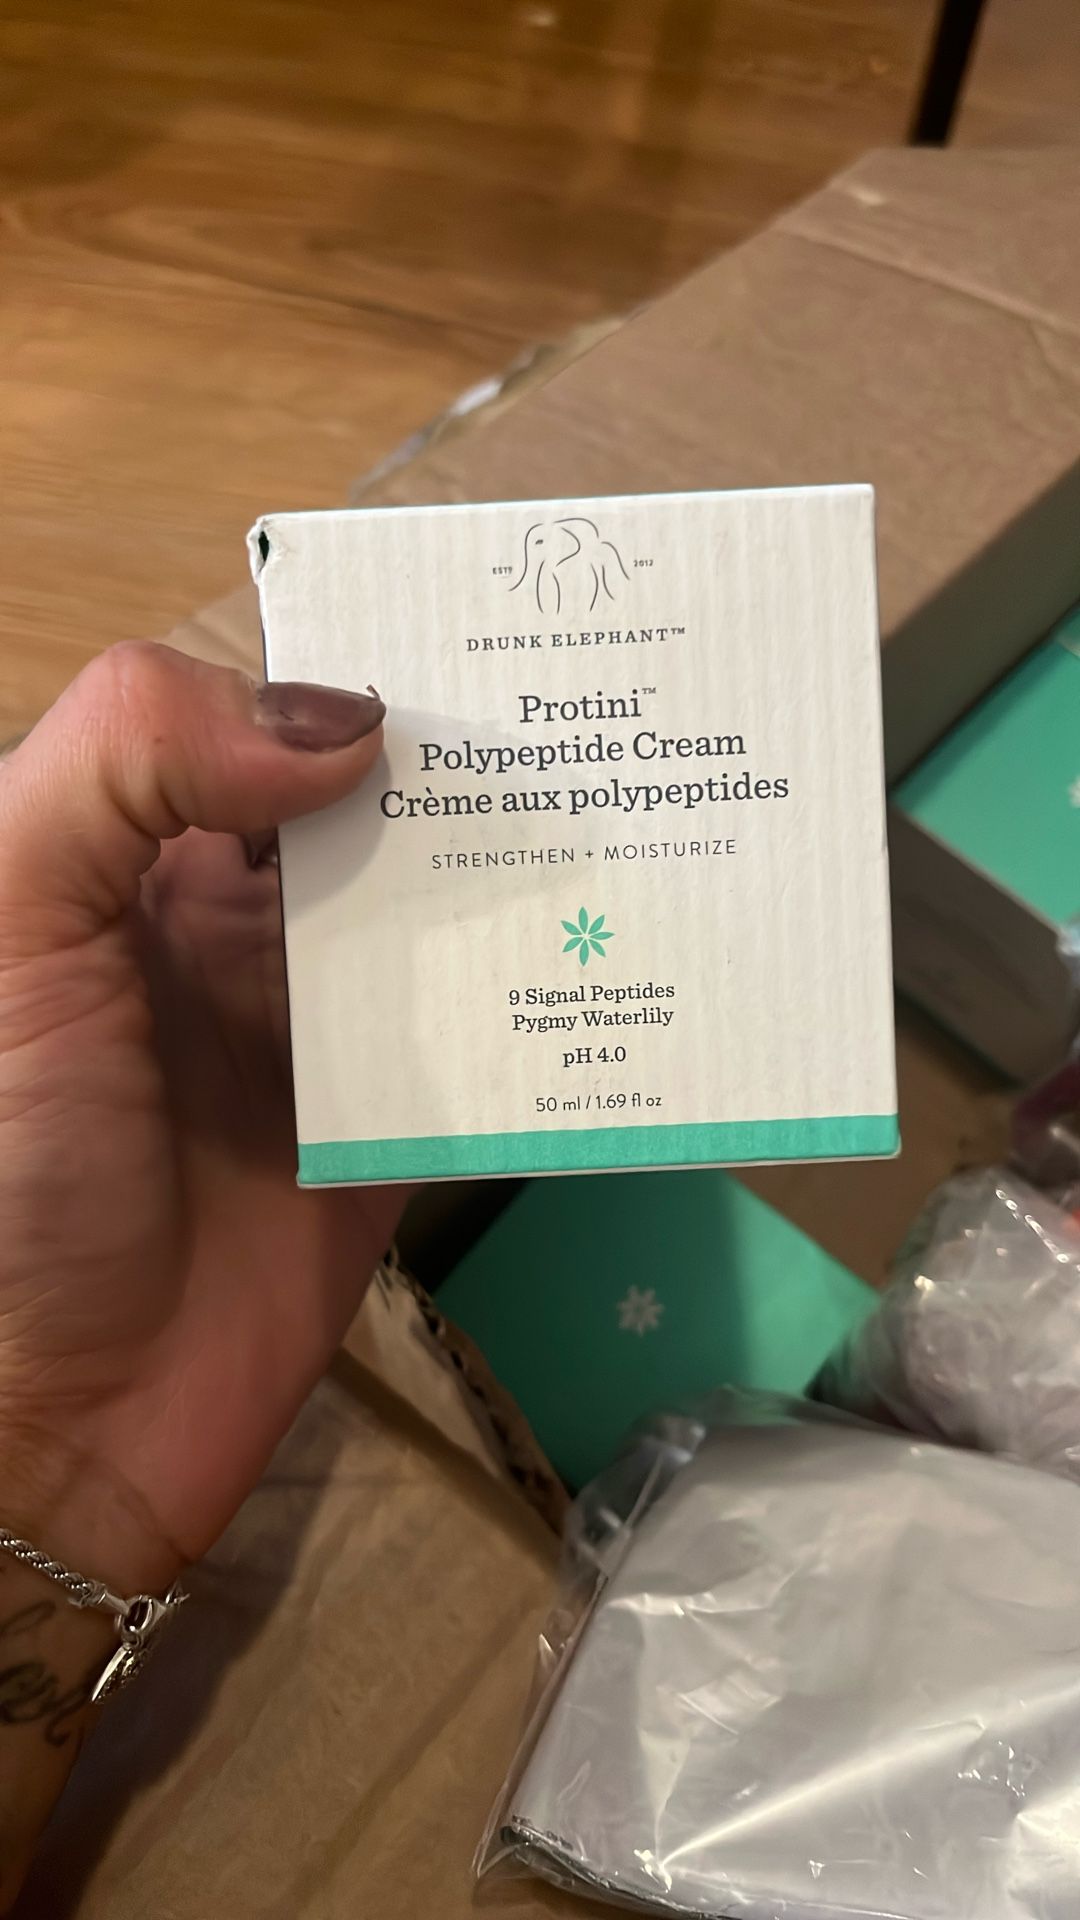 ESTD 2012
DRUNK ELEPHANT™
Protini™
Polypeptide Cream
Crème aux polypeptides
STRENGTHEN + MOISTURIZE
9 Signal Peptides
Pygmy Waterlily
pH 4.0
50 ml / 1.69 fl oz